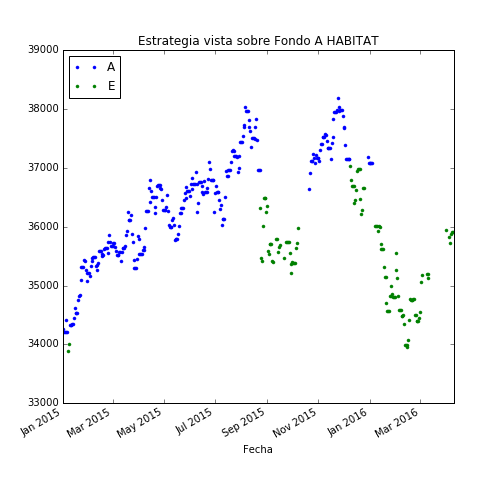 Estrategia vista sobre Fondo A HABITAT
39000
38000
37000
36000
35000
34000
33000
A
E
Jan 2015
Mar 2015
May 2015
Jul 2015
Sep 2015
Nov 2015
Jan 2016
Mar 2016
Fecha